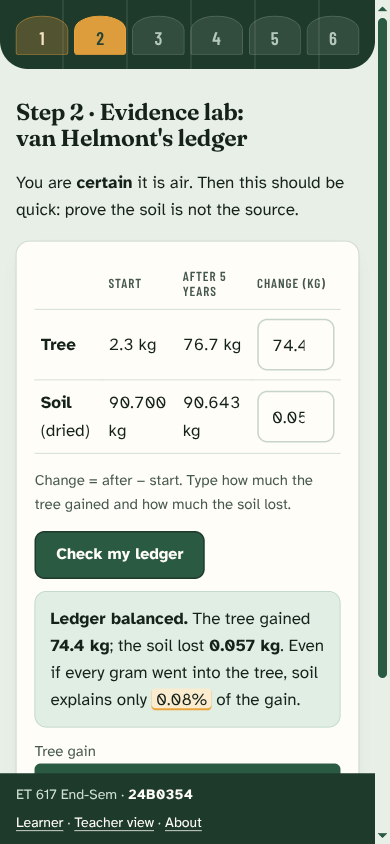 1 2 3 4 5 6
Step 2 · Evidence lab:
van Helmont's ledger
You are certain it is air. Then this should be
quick: prove the soil is not the source.
START AFTER 5 YEARS CHANGE (KG)
Tree 2.3 kg 76.7 kg 74.4
Soil (dried) 90.700 kg 90.643 kg 0.05
Change = after – start. Type how much the
tree gained and how much the soil lost.
Check my ledger
Ledger balanced. The tree gained
74.4 kg; the soil lost 0.057 kg. Even
if every gram went into the tree, soil
explains only 0.08% of the gain.
Tree gain
ET 617 End-Sem · 24B0354
Learner · Teacher view · About